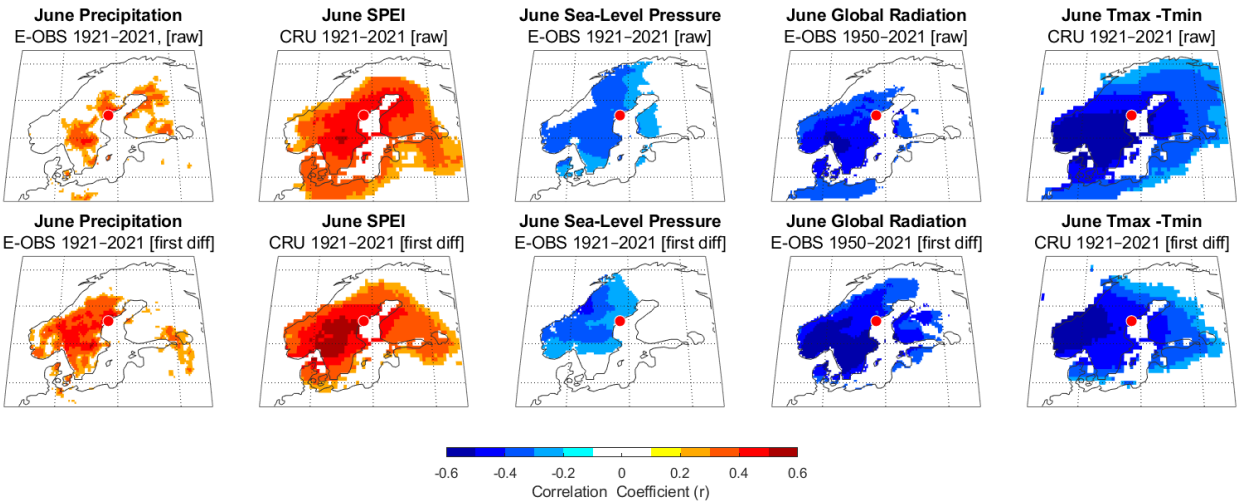 June Precipitation
E-OBS 1921–2021, [raw]
June SPEI
CRU 1921–2021 [raw]
June Sea-Level Pressure
E-OBS 1921–2021 [raw]
June Global Radiation
E-OBS 1950–2021 [raw]
June Tmax -Tmin
CRU 1921–2021 [raw]
June Precipitation
E-OBS 1921–2021 [first diff]
June SPEI
CRU 1921–2021 [first diff]
June Sea-Level Pressure
E-OBS 1921–2021 [first diff]
June Global Radiation
E-OBS 1950–2021 [first diff]
June Tmax -Tmin
CRU 1921–2021 [first diff]
-0.6 -0.4 -0.2 0 0.2 0.4 0.6
Correlation Coefficient (r)